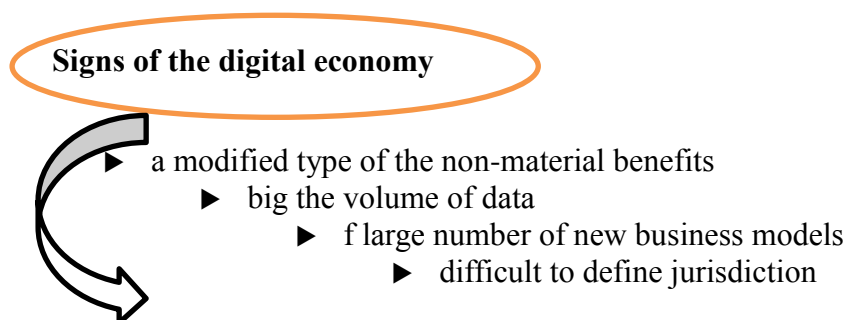 Signs of the digital economy
▶ a modified type of the non-material benefits
▶ big the volume of data
▶ f large number of new business models
▶ difficult to define jurisdiction